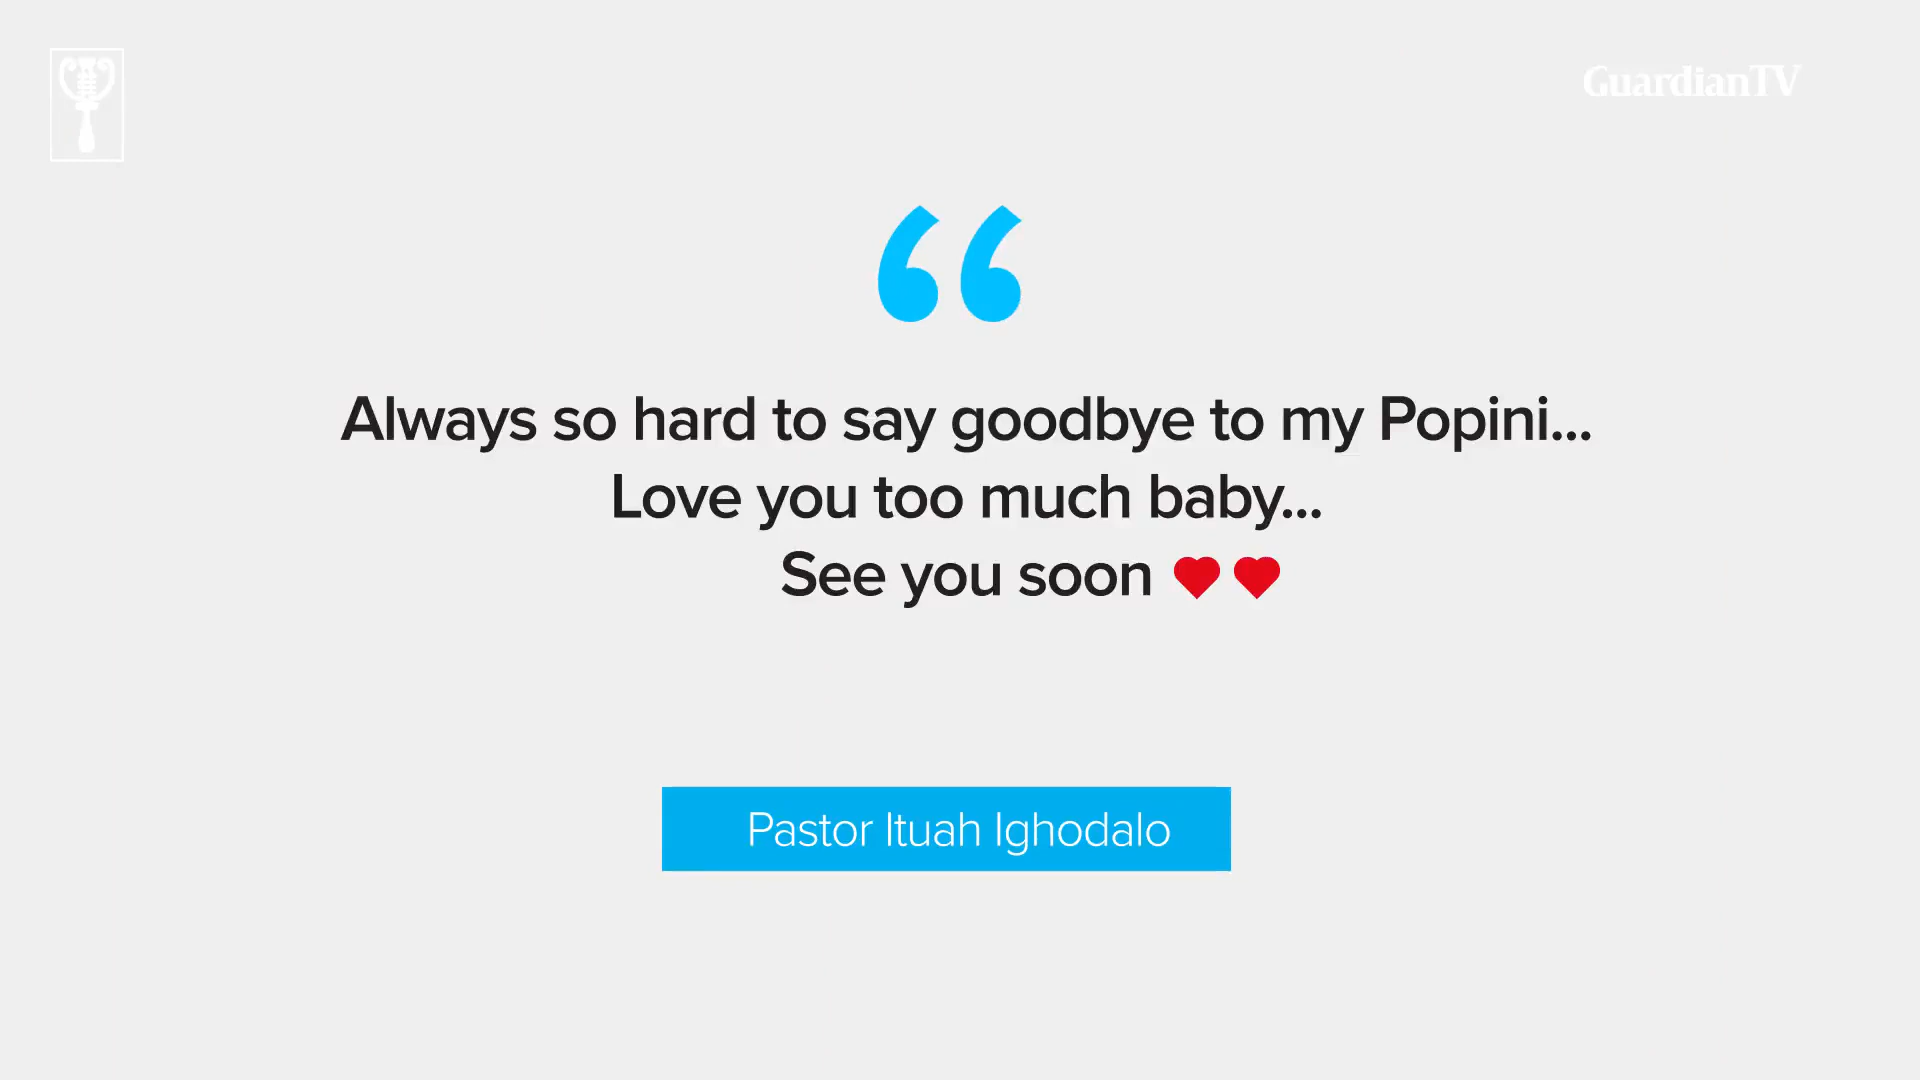 GuardianTV
“
Always so hard to say goodbye to my Popini...
Love you too much baby...
See you soon ❤❤
Pastor Ituah Ighodalo